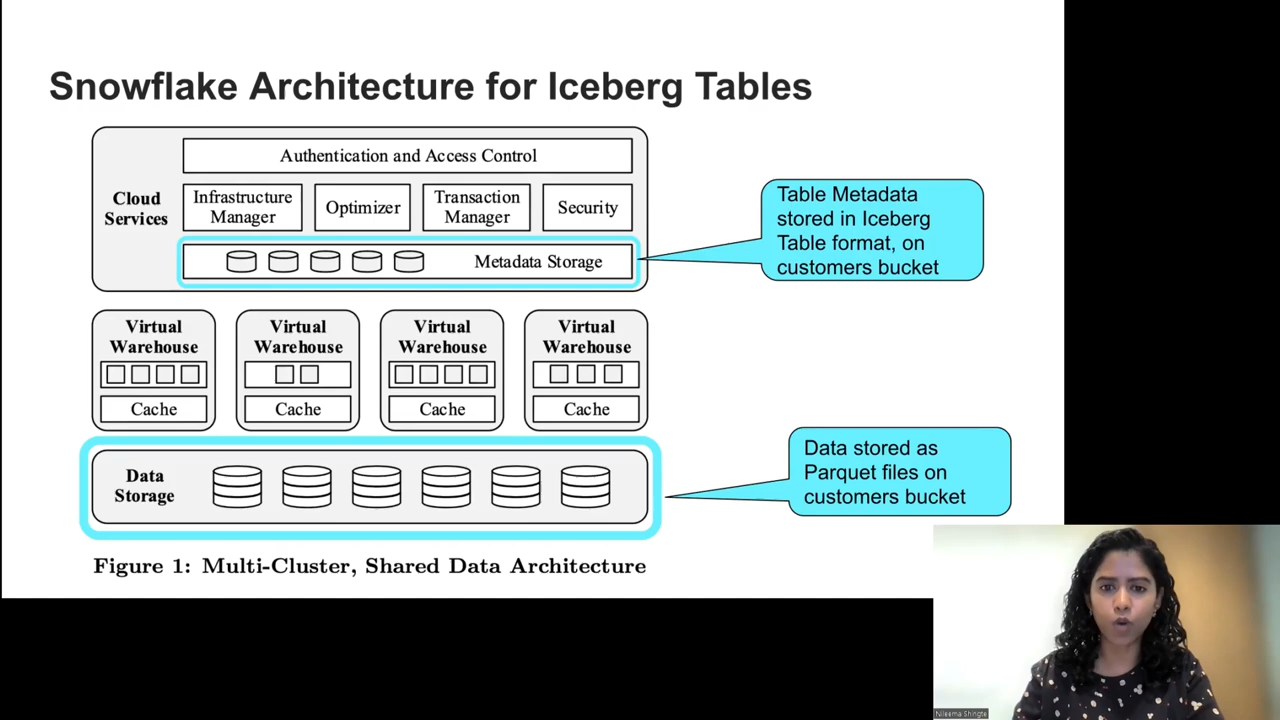 Snowflake Architecture for Iceberg Tables
Authentication and Access Control
Cloud
Services
Infrastructure
Manager
Optimizer
Transaction
Manager
Security
Metadata Storage
Table Metadata
stored in Iceberg
Table format, on
customers bucket
Virtual
Warehouse
Cache
Virtual
Warehouse
Cache
Virtual
Warehouse
Cache
Virtual
Warehouse
Cache
Data
Storage
Data stored as
Parquet files on
customers bucket
Figure 1: Multi-Cluster, Shared Data Architecture
Nileema Shingte